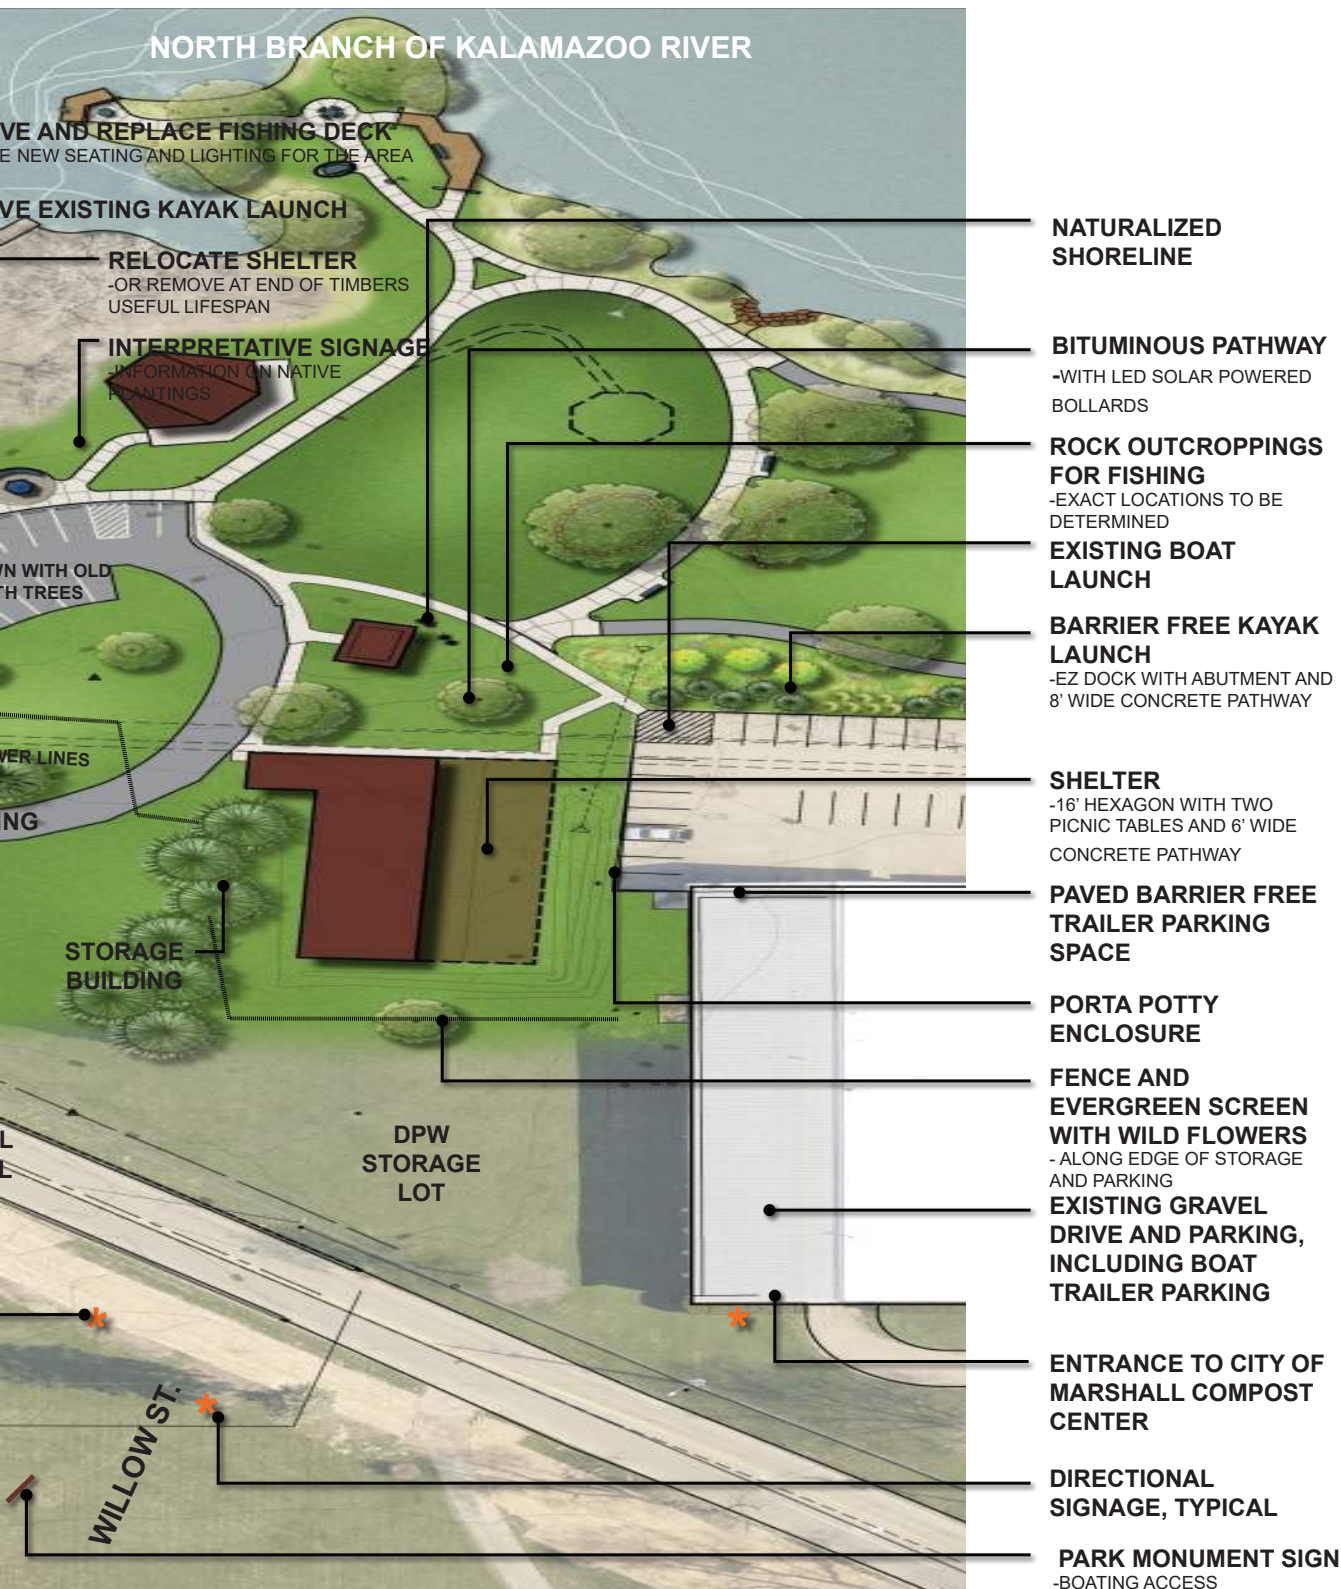 NORTH BRANCH OF KALAMAZOO RIVER
VE AND REPLACE FISHING DECK
E NEW SEATING AND LIGHTING FOR THE AREA
VE EXISTING KAYAK LAUNCH
RELOCATE SHELTER
-OR REMOVE AT END OF TIMBERS
USEFUL LIFESPAN
INTERPRETATIVE SIGNAGE
-INFORMATION ON NATIVE
PLANTINGS
WN WITH OLD
TH TREES
WER LINES
ING
STORAGE
BUILDING
L
L
DPW
STORAGE
LOT
WILLOW ST.
NATURALIZED
SHORELINE
BITUMINOUS PATHWAY
-WITH LED SOLAR POWERED
BOLLARDS
ROCK OUTCROPPINGS
FOR FISHING
-EXACT LOCATIONS TO BE
DETERMINED
EXISTING BOAT
LAUNCH
BARRIER FREE KAYAK
LAUNCH
-EZ DOCK WITH ABUTMENT AND
8' WIDE CONCRETE PATHWAY
SHELTER
-16' HEXAGON WITH TWO
PICNIC TABLES AND 6' WIDE
CONCRETE PATHWAY
PAVED BARRIER FREE
TRAILER PARKING
SPACE
PORTA POTTY
ENCLOSURE
FENCE AND
EVERGREEN SCREEN
WITH WILD FLOWERS
- ALONG EDGE OF STORAGE
AND PARKING
EXISTING GRAVEL
DRIVE AND PARKING,
INCLUDING BOAT
TRAILER PARKING
ENTRANCE TO CITY OF
MARSHALL COMPOST
CENTER
DIRECTIONAL
SIGNAGE, TYPICAL
PARK MONUMENT SIGN
-BOATING ACCESS